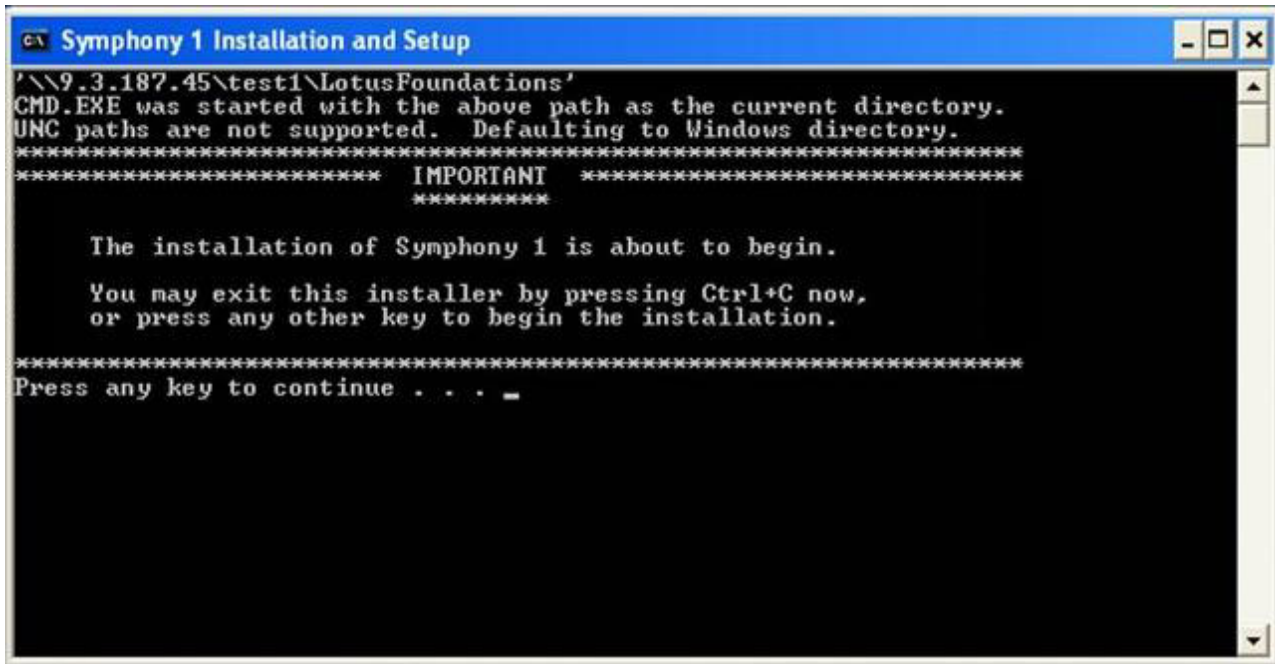 Symphony 1 Installation and Setup
'\\9.3.187.45\test1\LotusFoundations'
CMD.EXE was started with the above path as the current directory.
UNC paths are not supported.  Defaulting to Windows directory.
******************************************************************
************************  IMPORTANT  *****************************
*********
The installation of Symphony 1 is about to begin.
You may exit this installer by pressing Ctrl+C now,
or press any other key to begin the installation.
******************************************************************
Press any key to continue . . . _